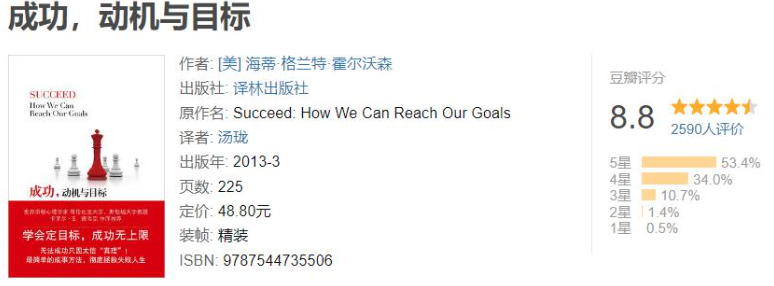 成功，动机与目标
SUCCEED
How We Can
Reach Our Goals
成功，动机与目标
学会定目标，成功无上限
无法成功只因太信“真理”！
最简单的成事方法，彻底拯救失败人生
作者: [美] 海蒂·格兰特·霍尔沃森
出版社: 译林出版社
原作名: Succeed: How We Can Reach Our Goals
译者: 汤珑
出版年: 2013-3
页数: 225
定价: 48.80元
装帧: 精装
ISBN: 9787544735506
豆瓣评分
8.8
2590人评价
5星 53.4%
4星 34.0%
3星 10.7%
2星 1.4%
1星 0.5%